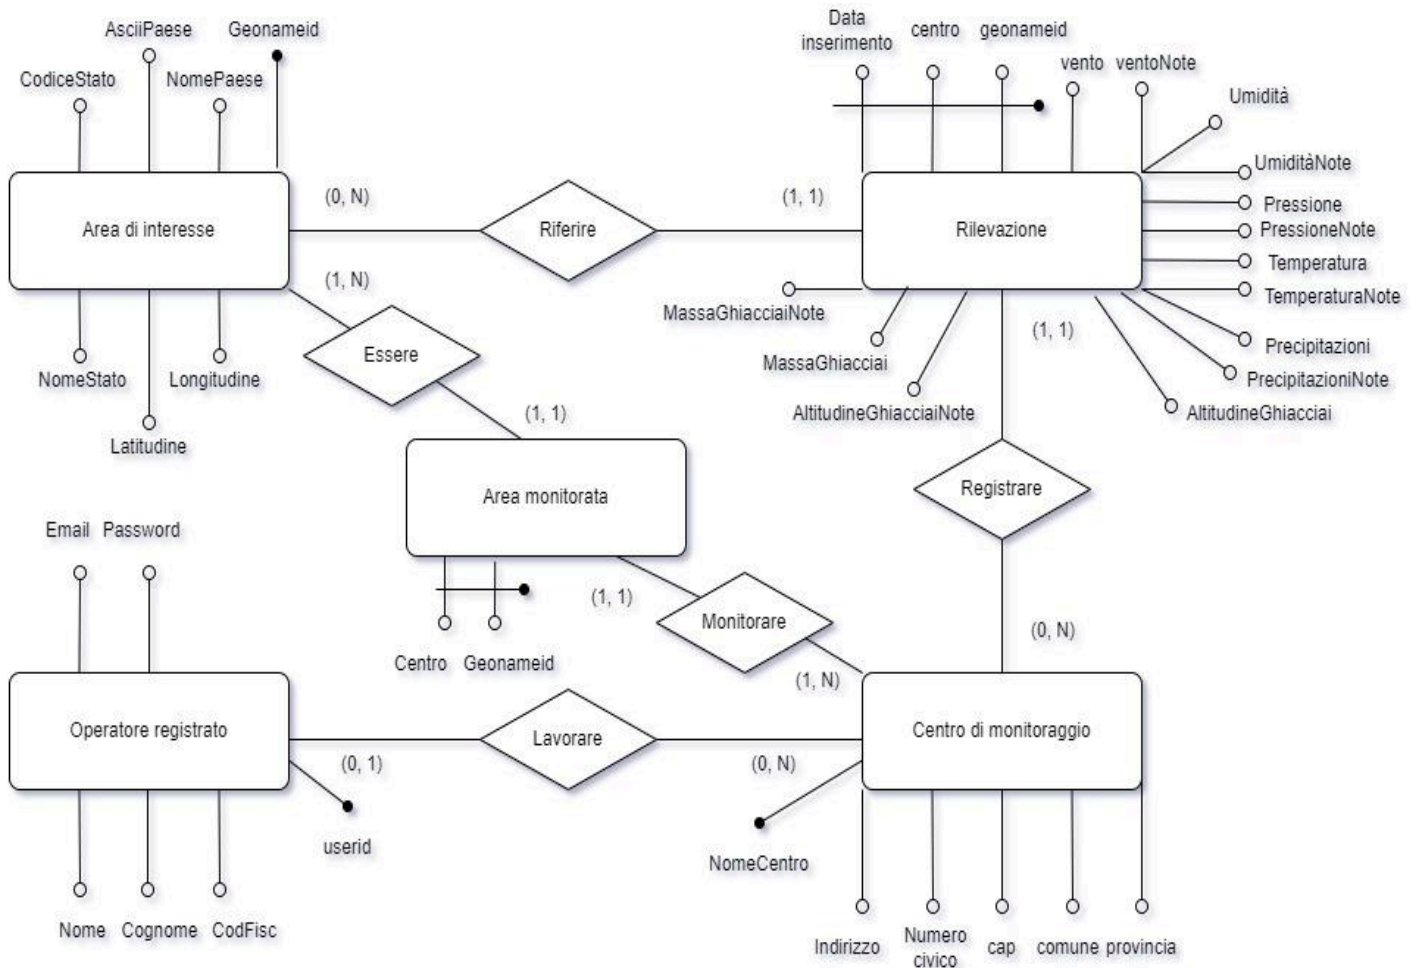 AsciiPaese
Geonameid
CodiceStato
NomePaese
Data
inserimento
centro
geonameid
vento
ventoNote
Umidità
UmiditàNote
Area di interesse
(0, N)
Riferire
(1, 1)
Rilevazione
Pressione
PressioneNote
Temperatura
TemperaturaNote
(1, N)
MassaGhiacciaiNote
(1, 1)
Essere
MassaGhiacciai
Precipitazioni
NomeStato
Longitudine
PrecipitazioniNote
AltitudineGhiacciaiNote
AltitudineGhiacciai
(1, 1)
Latitudine
Area monitorata
Registrare
Email
Password
(1, 1)
Monitorare
(0, N)
Centro
Geonameid
(1, N)
Operatore registrato
Lavorare
Centro di monitoraggio
(0, 1)
(0, N)
userid
NomeCentro
Nome
Cognome
CodFisc
Indirizzo
Numero
civico
cap
comune
provincia